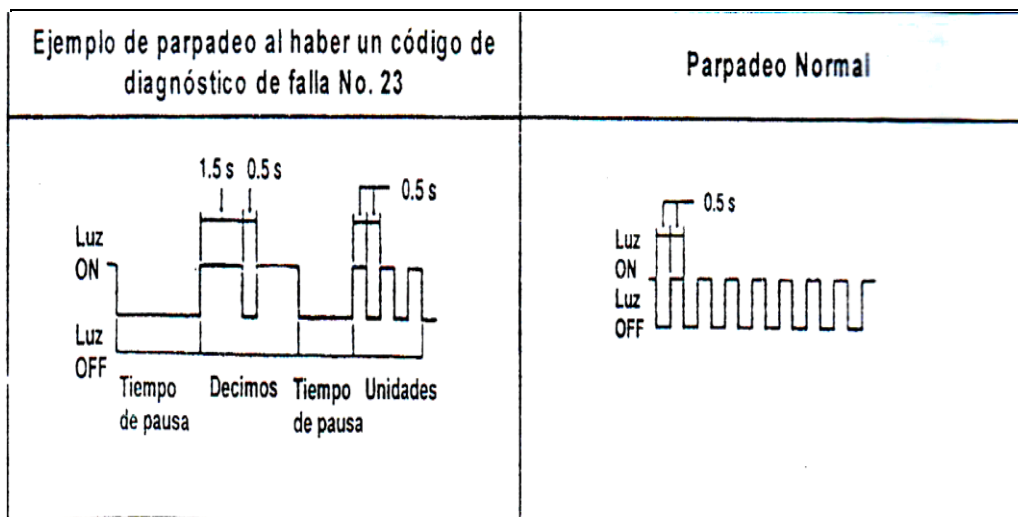 Ejemplo de parpadeo al haber un código de
diagnóstico de falla No. 23
Parpadeo Normal
1.5 s 0.5 s
0.5 s
Luz
ON
Luz
OFF
Tiempo
de pausa
Decimos
Tiempo
de pausa
Unidades
0.5 s
Luz
ON
Luz
OFF